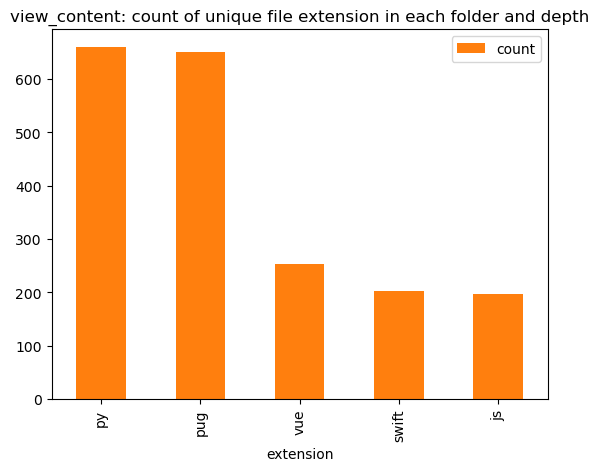 view_content: count of unique file extension in each folder and depth
count
600
500
400
300
200
100
0
py
pug
vue
swift
js
extension